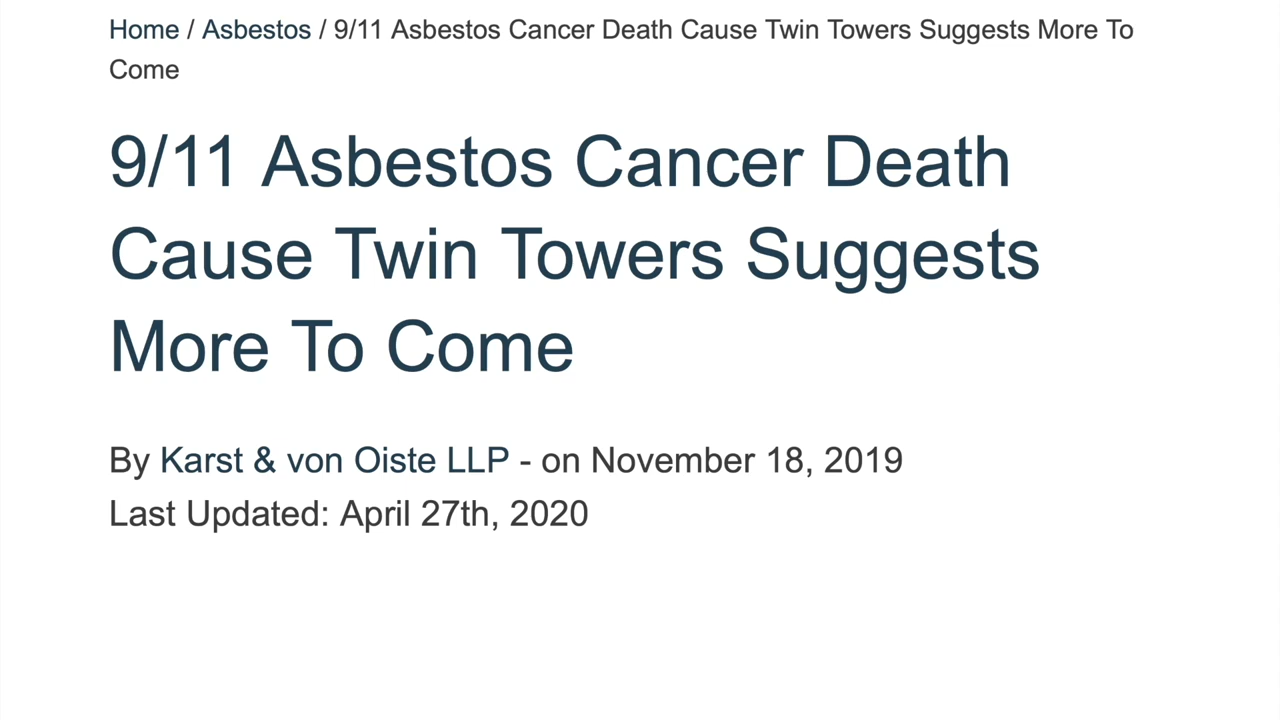 Home / Asbestos / 9/11 Asbestos Cancer Death Cause Twin Towers Suggests More To
Come
9/11 Asbestos Cancer Death
Cause Twin Towers Suggests
More To Come
By Karst & von Oiste LLP - on November 18, 2019
Last Updated: April 27th, 2020